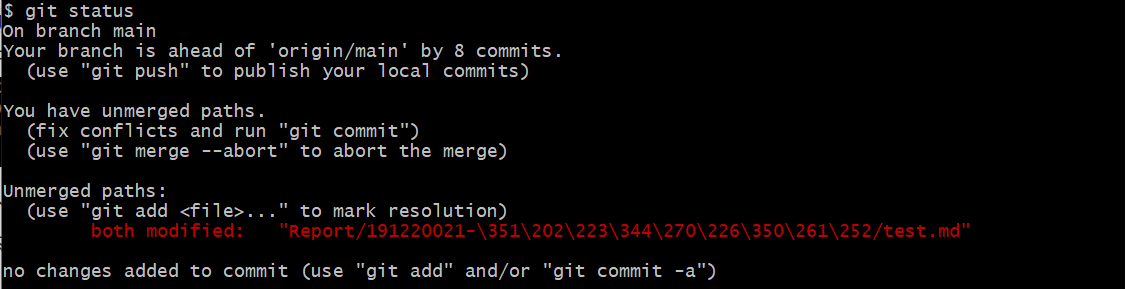 $ git status
On branch main
Your branch is ahead of 'origin/main' by 8 commits.
  (use "git push" to publish your local commits)

You have unmerged paths.
  (fix conflicts and run "git commit")
  (use "git merge --abort" to abort the merge)

Unmerged paths:
  (use "git add <file>..." to mark resolution)
        both modified:   "Report/191220021-\351\202\223\344\270\226\350\261\252/test.md"

no changes added to commit (use "git add" and/or "git commit -a")